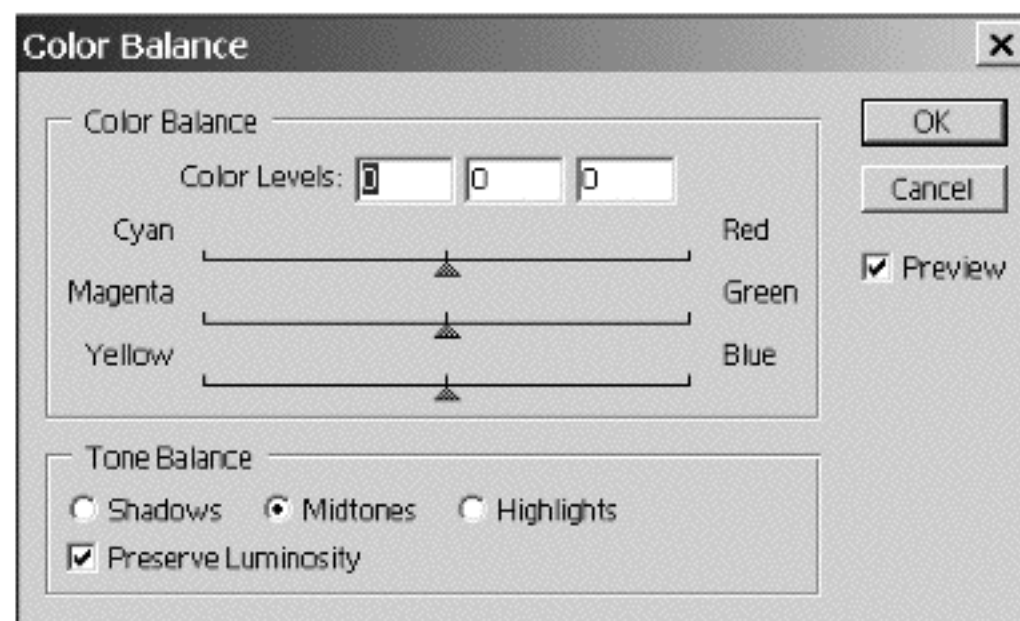 Color Balance
Color Balance
OK
Color Levels: 0 0 0
Cancel
Cyan Red
Preview
Magenta Green
Yellow Blue
Tone Balance
Shadows Midtones Highlights
Preserve Luminosity